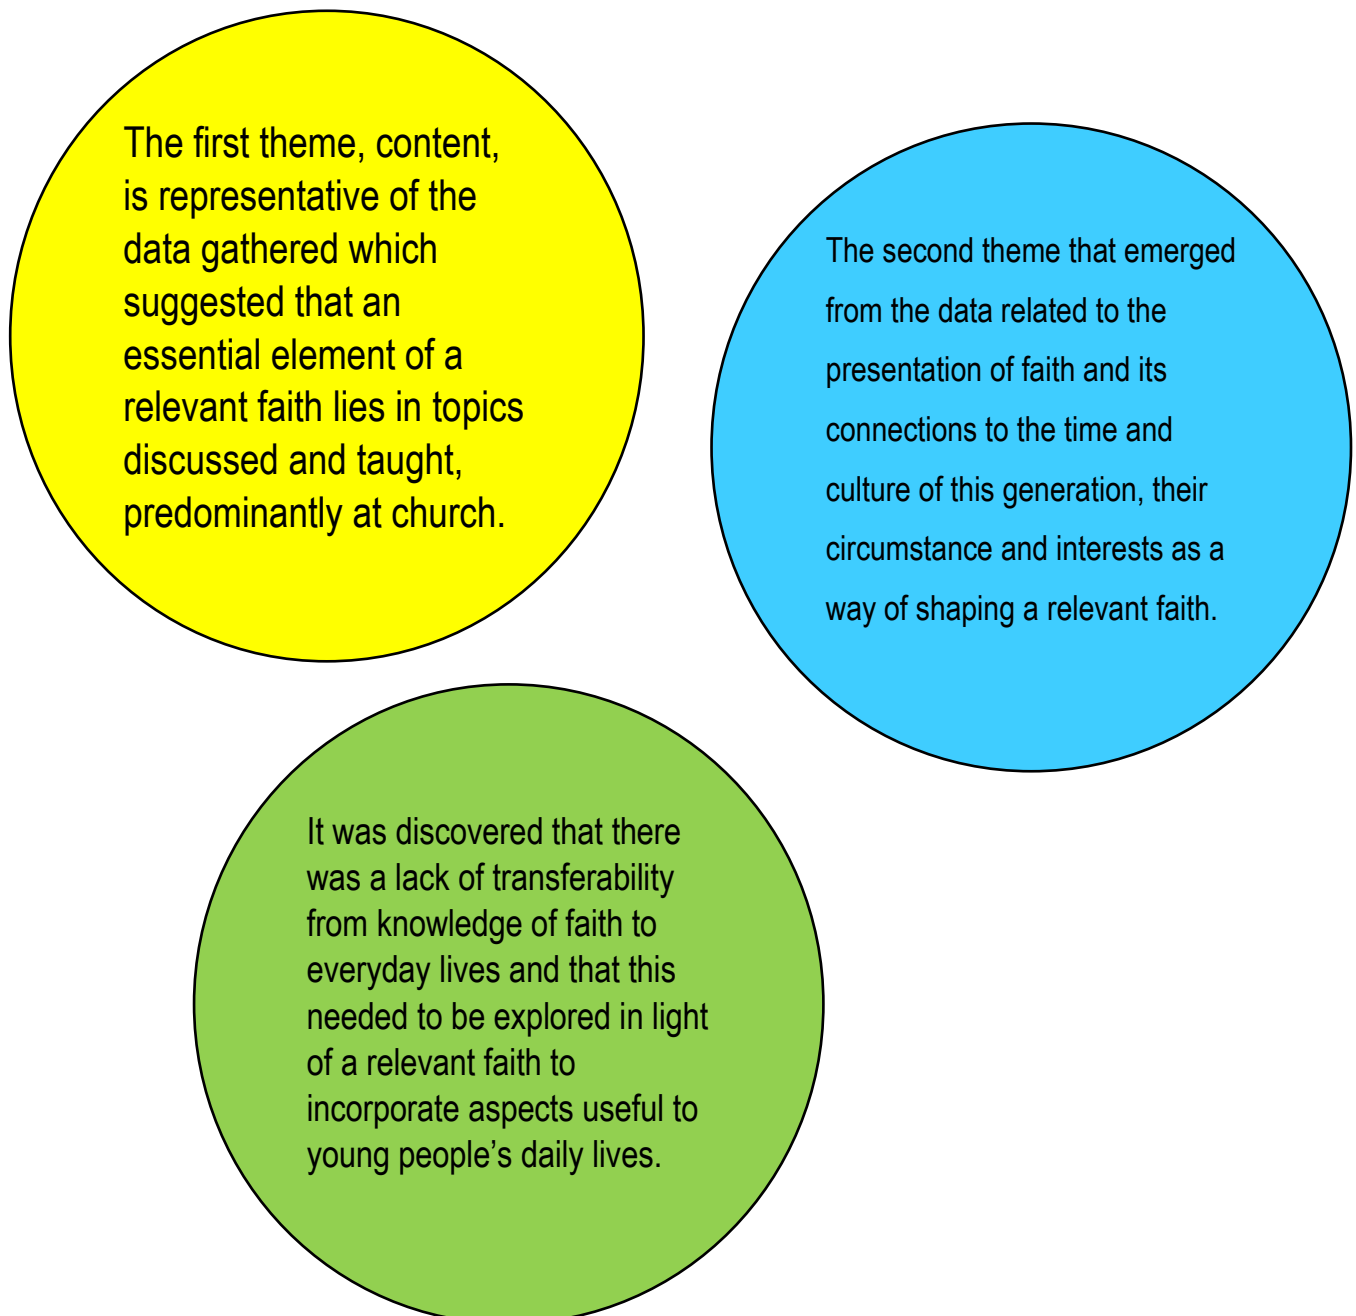 The first theme, content,
is representative of the
data gathered which
suggested that an
essential element of a
relevant faith lies in topics
discussed and taught,
predominantly at church.
The second theme that emerged
from the data related to the
presentation of faith and its
connections to the time and
culture of this generation, their
circumstance and interests as a
way of shaping a relevant faith.
It was discovered that there
was a lack of transferability
from knowledge of faith to
everyday lives and that this
needed to be explored in light
of a relevant faith to
incorporate aspects useful to
young people’s daily lives.